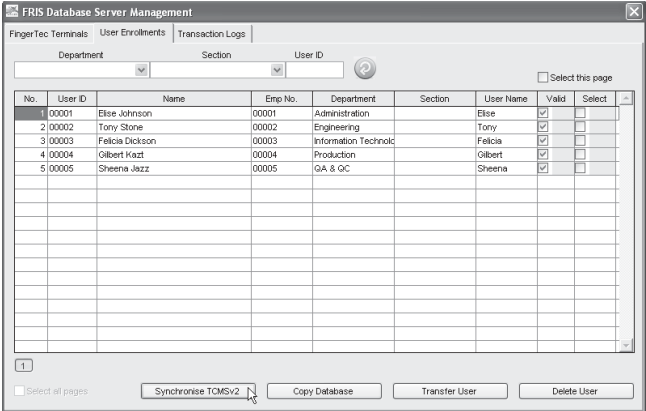 FRIS Database Server Management
FingerTec Terminals User Enrollments Transaction Logs
Department Section User ID
Select this page
No. User ID Name Emp No. Department Section User Name Valid Select
1 00001 Elise Johnson 00001 Administration Elise
2 00002 Tony Stone 00002 Engineering Tony
3 00003 Felicia Dickson 00003 Information Technolc Felicia
4 00004 Gilbert Kazt 00004 Production Gilbert
5 00005 Sheena Jazz 00005 QA & QC Sheena
1
Select all pages Synchronise TCMSv2 Copy Database Transfer User Delete User